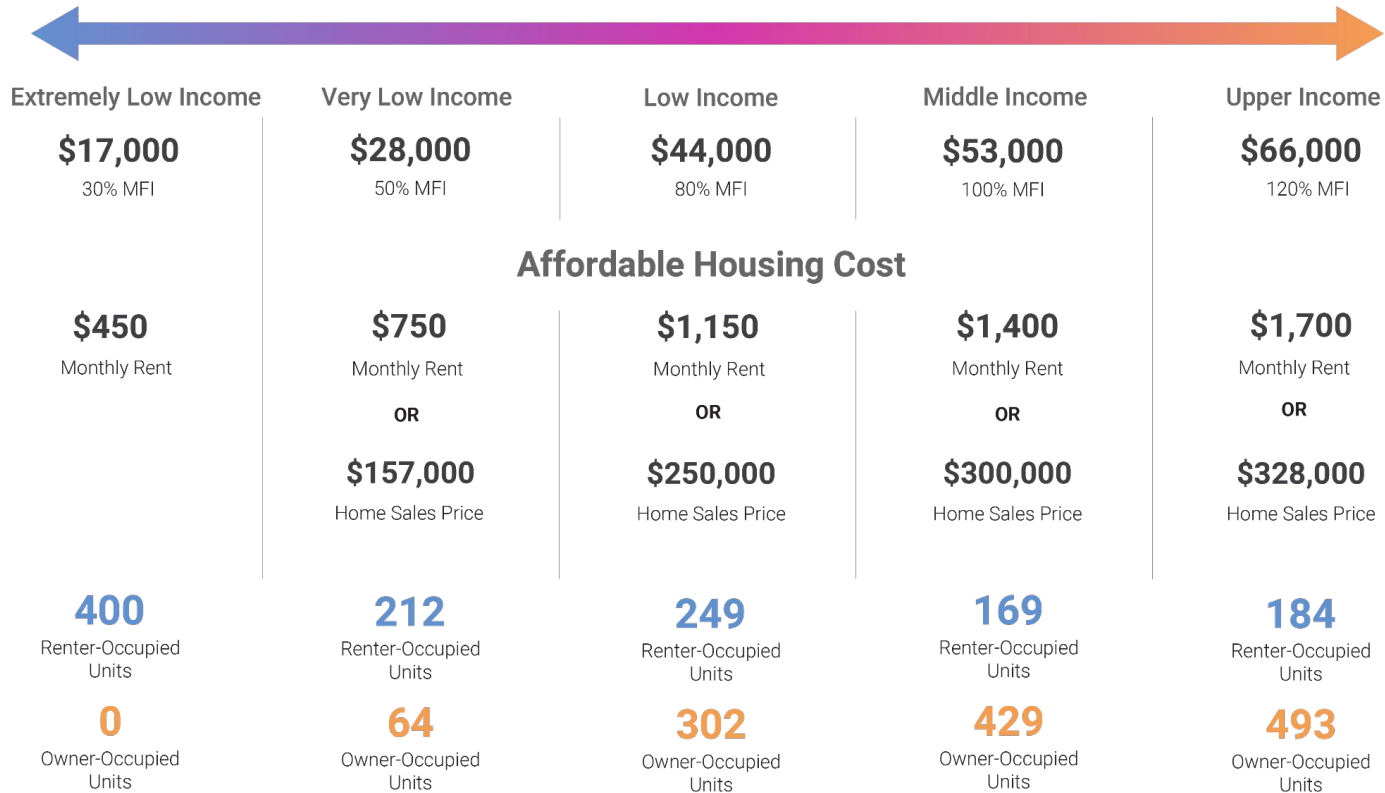 Extremely Low Income
Very Low Income
Low Income
Middle Income
Upper Income
$17,000
$28,000
$44,000
$53,000
$66,000
30% MFI
50% MFI
80% MFI
100% MFI
120% MFI
Affordable Housing Cost
$450
$750
$1,150
$1,400
$1,700
Monthly Rent
Monthly Rent
Monthly Rent
Monthly Rent
Monthly Rent
OR
OR
OR
OR
$157,000
$250,000
$300,000
$328,000
Home Sales Price
Home Sales Price
Home Sales Price
Home Sales Price
400
212
249
169
184
Renter-Occupied
Units
Renter-Occupied
Units
Renter-Occupied
Units
Renter-Occupied
Units
Renter-Occupied
Units
0
64
302
429
493
Owner-Occupied
Units
Owner-Occupied
Units
Owner-Occupied
Units
Owner-Occupied
Units
Owner-Occupied
Units